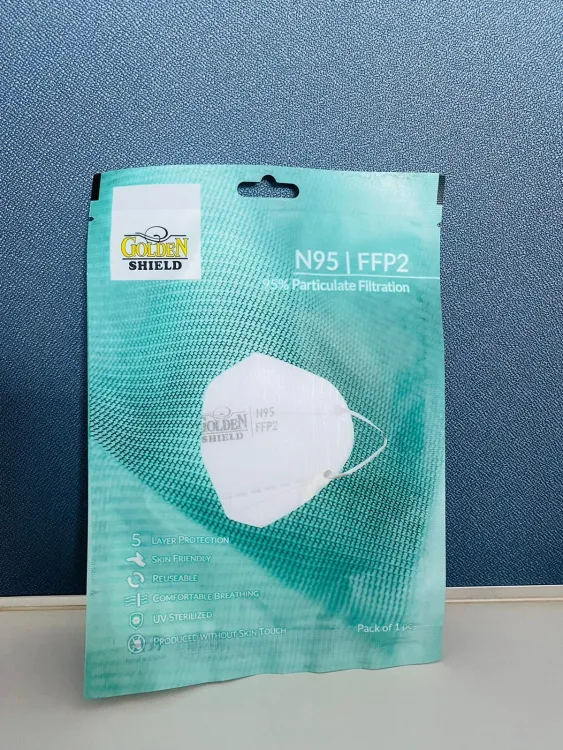 GOLDEN
SHIELD
N95 | FFP2
95% Particulate Filtration
GOLDEN
SHIELD
N95
FFP2
5 LAYER PROTECTION
SKIN FRIENDLY
REUSEABLE
COMFORTABLE BREATHING
UV STERILIZED
PRODUCED WITHOUT SKIN TOUCH
Pack of 1 pc